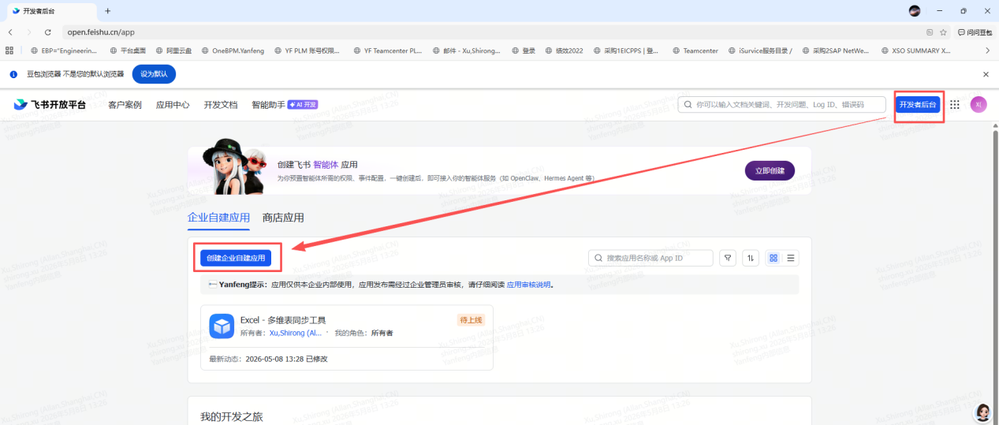 开发者后台
open.feishu.cn/app
问问豆包
EBP="Engineerin... 平台桌面 阿里云盘 OneBPM.Yanfeng YF PLM 账号权限... YF Teamcenter PL... 邮件 - Xu,Shirong... 登录 绩效2022 采购1EICPPS | 登... Teamcenter iSurvice服务目录 / 采购2SAP NetWe... XSO SUMMARY X...
豆包浏览器 不是您的默认浏览器 设为默认
飞书开放平台 客户案例 应用中心 开发文档 智能助手 AI 开发 你可以输入文档关键词、开发问题、Log ID、错误码 开发者后台
创建飞书 智能体 应用
为你预置智能体所需的权限、事件配置，一键创建后，即可接入你的智能体服务（如 OpenClaw、Hermes Agent 等）
立即创建
企业自建应用 商店应用
创建企业自建应用 搜索应用名称或 App ID
Yanfeng提示：应用仅供本企业内部使用，应用发布需经过企业管理员审核，请仔细阅读 应用审核说明。
Excel - 多维表同步工具 待上线
所有者：Xu,Shirong (Al... · 我的角色：所有者
最新动态：2026-05-08 13:28 已修改
我的开发之旅